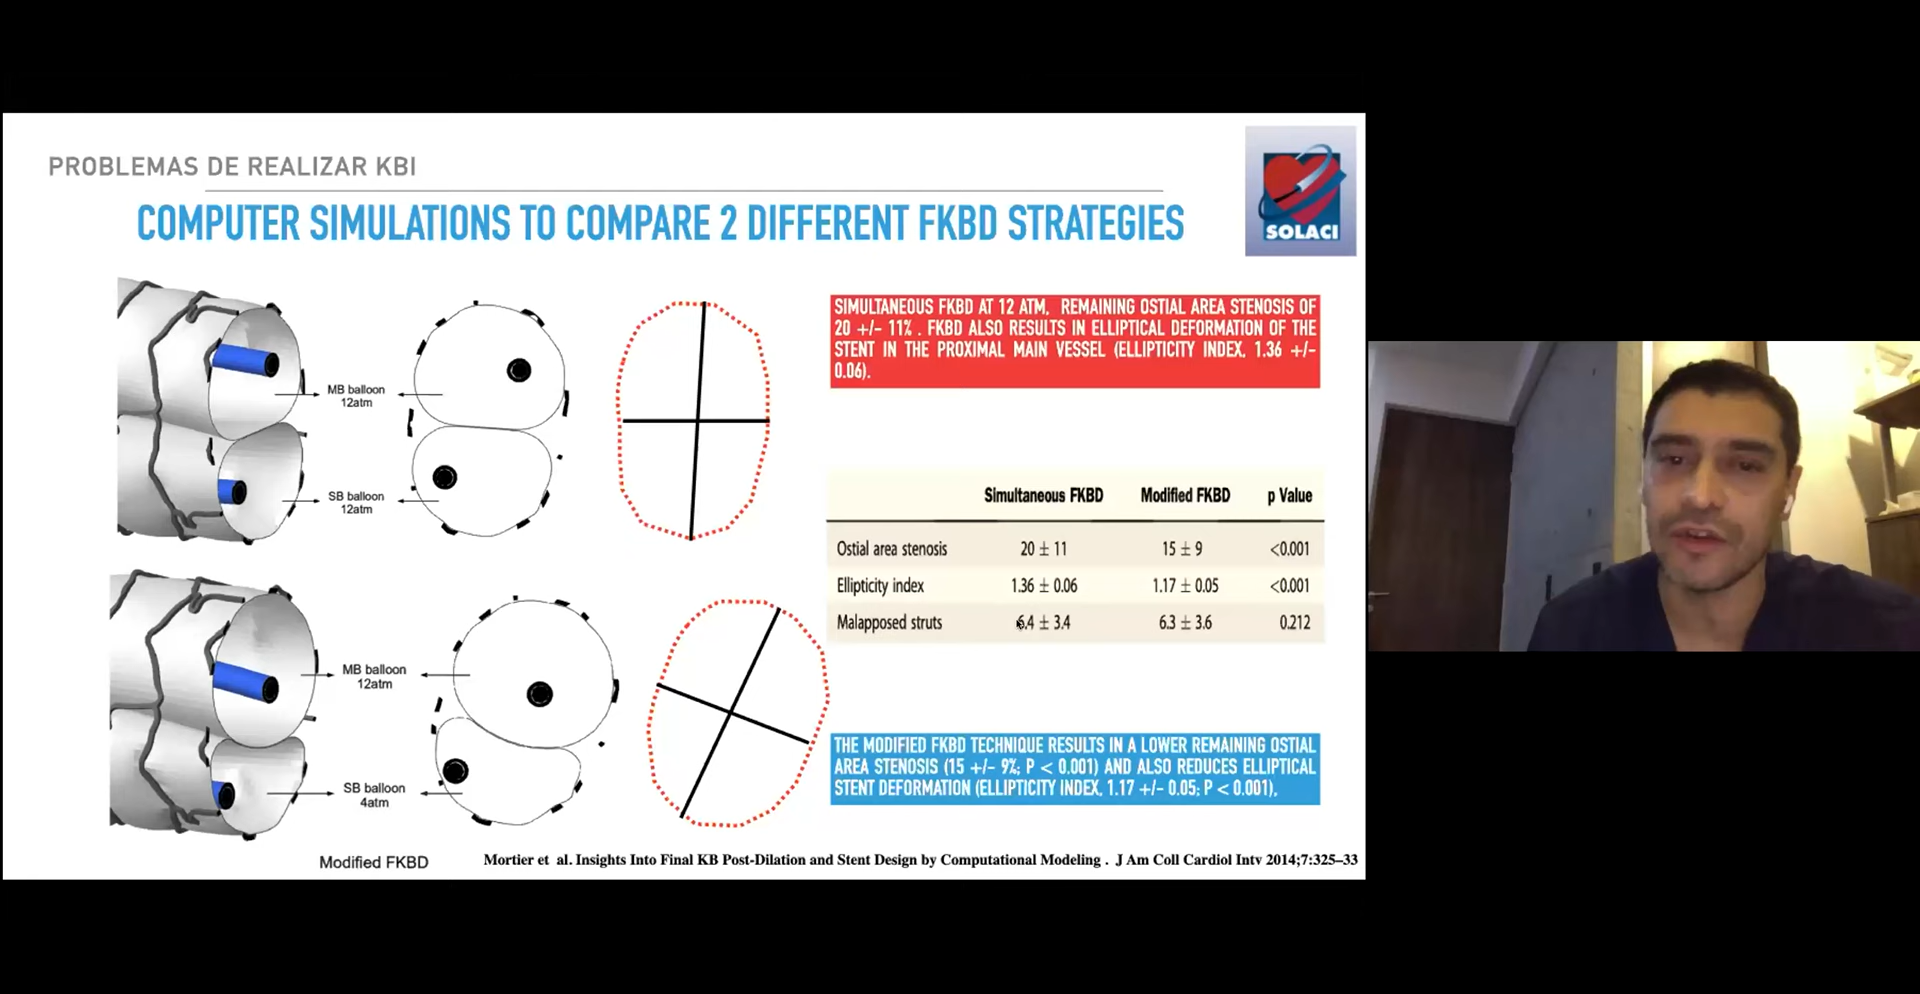 PROBLEMAS DE REALIZAR KBI
COMPUTER SIMULATIONS TO COMPARE 2 DIFFERENT FKBD STRATEGIES
SOLACI
MB balloon
12atm
SB balloon
12atm
MB balloon
12atm
SB balloon
4atm
Modified FKBD
SIMULTANEOUS FKBD AT 12 ATM, REMAINING OSTIAL AREA STENOSIS OF
20 +/- 11% . FKBD ALSO RESULTS IN ELLIPTICAL DEFORMATION OF THE
STENT IN THE PROXIMAL MAIN VESSEL (ELLIPTICITY INDEX, 1.36 +/-
0.06).
Simultaneous FKBD Modified FKBD p Value
Ostial area stenosis 20 ± 11 15 ± 9 <0.001
Ellipticity index 1.36 ± 0.06 1.17 ± 0.05 <0.001
Malapposed struts 6.4 ± 3.4 6.3 ± 3.6 0.212
THE MODIFIED FKBD TECHNIQUE RESULTS IN A LOWER REMAINING OSTIAL
AREA STENOSIS (15 +/- 9%; P < 0.001) AND ALSO REDUCES ELLIPTICAL
STENT DEFORMATION (ELLIPTICITY INDEX, 1.17 +/- 0.05; P < 0.001),
Mortier et al. Insights Into Final KB Post-Dilation and Stent Design by Computational Modeling . J Am Coll Cardiol Intv 2014;7:325–33